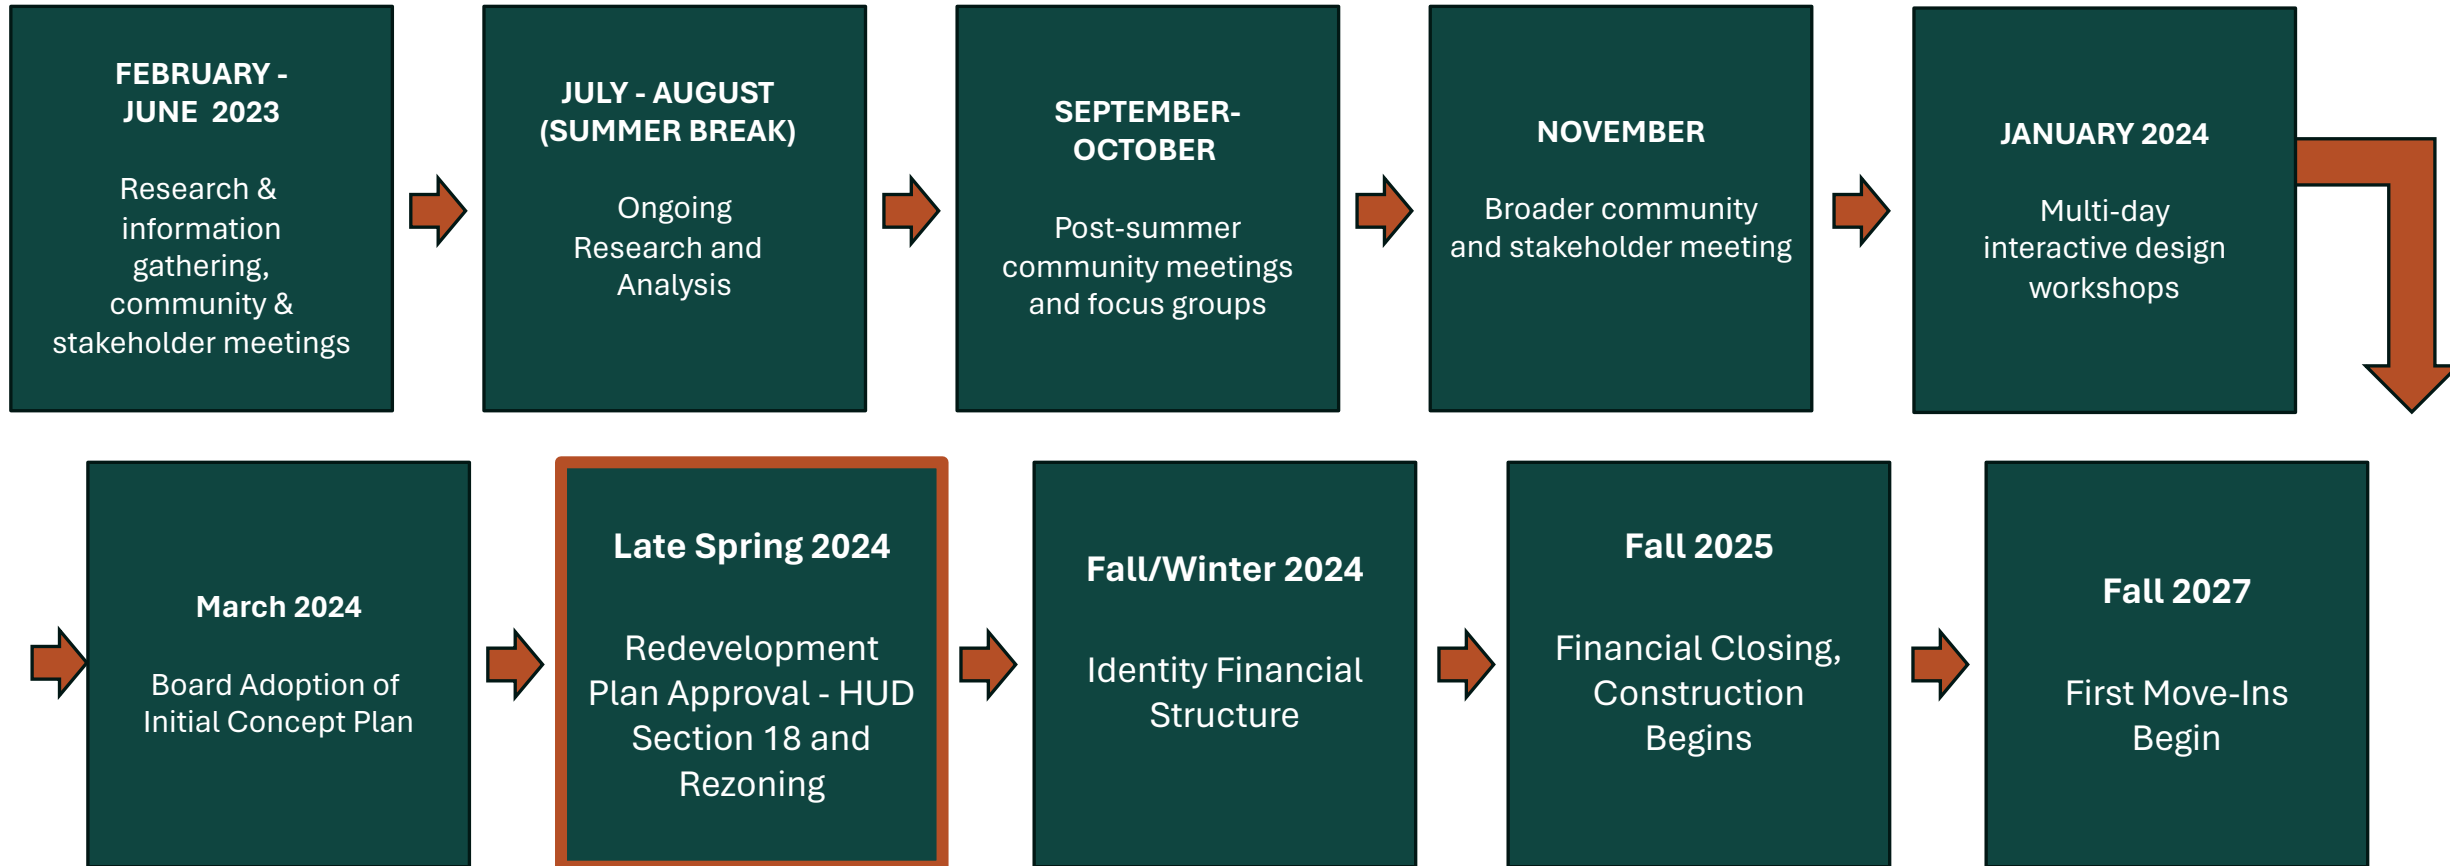 FEBRUARY -
JUNE 2023
Research &
information
gathering,
community &
stakeholder meetings
JULY - AUGUST
(SUMMER BREAK)
Ongoing
Research and
Analysis
SEPTEMBER-
OCTOBER
Post-summer
community meetings
and focus groups
NOVEMBER
Broader community
and stakeholder meeting
JANUARY 2024
Multi-day
interactive design
workshops
March 2024
Board Adoption of
Initial Concept Plan
Late Spring 2024
Redevelopment
Plan Approval - HUD
Section 18 and
Rezoning
Fall/Winter 2024
Identity Financial
Structure
Fall 2025
Financial Closing,
Construction
Begins
Fall 2027
First Move-Ins
Begin